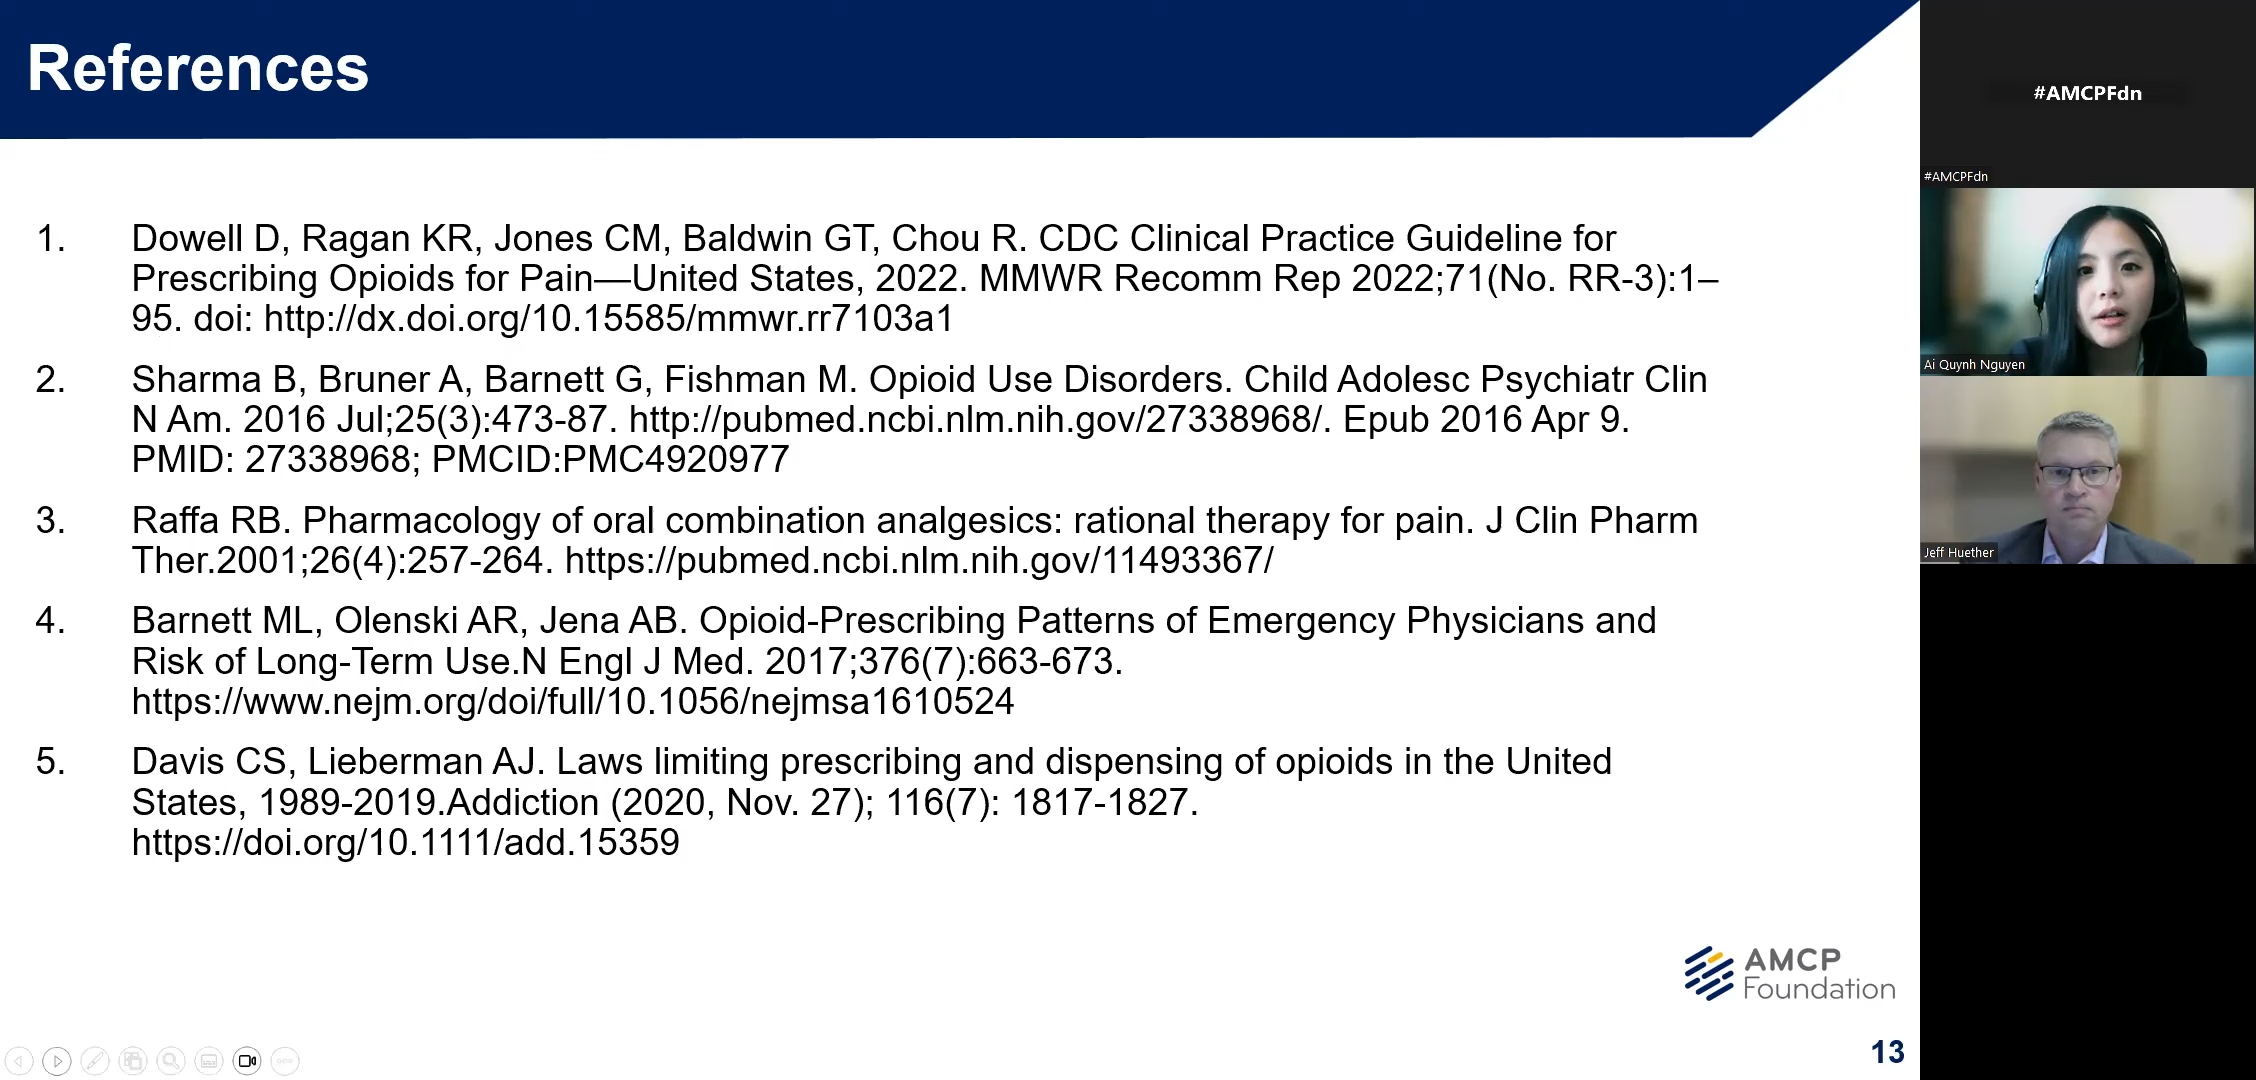 References
1. Dowell D, Ragan KR, Jones CM, Baldwin GT, Chou R. CDC Clinical Practice Guideline for
Prescribing Opioids for Pain—United States, 2022. MMWR Recomm Rep 2022;71(No. RR-3):1–
95. doi: http://dx.doi.org/10.15585/mmwr.rr7103a1
2. Sharma B, Bruner A, Barnett G, Fishman M. Opioid Use Disorders. Child Adolesc Psychiatr Clin
N Am. 2016 Jul;25(3):473-87. http://pubmed.ncbi.nlm.nih.gov/27338968/. Epub 2016 Apr 9.
PMID: 27338968; PMCID:PMC4920977
3. Raffa RB. Pharmacology of oral combination analgesics: rational therapy for pain. J Clin Pharm
Ther.2001;26(4):257-264. https://pubmed.ncbi.nlm.nih.gov/11493367/
4. Barnett ML, Olenski AR, Jena AB. Opioid-Prescribing Patterns of Emergency Physicians and
Risk of Long-Term Use.N Engl J Med. 2017;376(7):663-673.
https://www.nejm.org/doi/full/10.1056/nejmsa1610524
5. Davis CS, Lieberman AJ. Laws limiting prescribing and dispensing of opioids in the United
States, 1989-2019.Addiction (2020, Nov. 27); 116(7): 1817-1827.
https://doi.org/10.1111/add.15359
AMCP
Foundation
13
#AMCPFdn
#AMCPFdn
Ai Quynh Nguyen
Jeff Huether